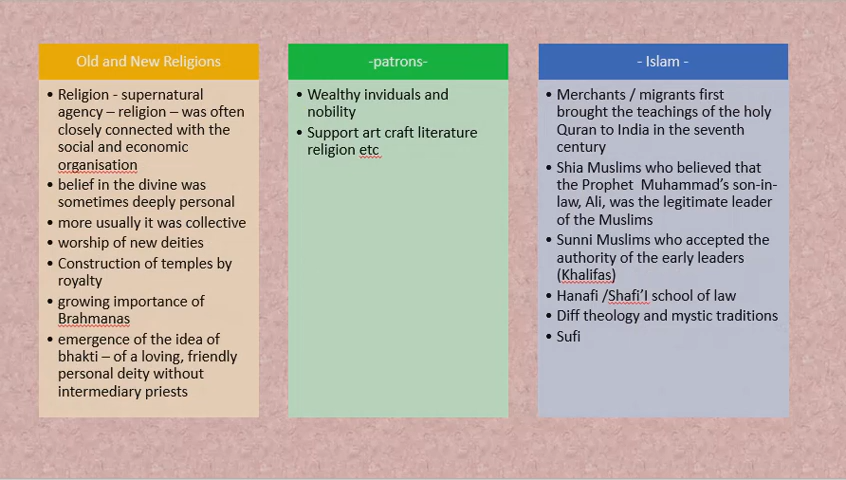 Old and New Religions
• Religion - supernatural
agency – religion – was often
closely connected with the
social and economic
organisation
• belief in the divine was
sometimes deeply personal
• more usually it was collective
• worship of new deities
• Construction of temples by
royalty
• growing importance of
Brahmanas
• emergence of the idea of
bhakti – of a loving, friendly
personal deity without
intermediary priests
-patrons-
• Wealthy inviduals and
nobility
• Support art craft literature
religion etc
- Islam -
• Merchants / migrants first
brought the teachings of the holy
Quran to India in the seventh
century
• Shia Muslims who believed that
the Prophet Muhammad's son-in-
law, Ali, was the legitimate leader
of the Muslims
• Sunni Muslims who accepted the
authority of the early leaders
(Khalifas)
• Hanafi /Shafi'I school of law
• Diff theology and mystic traditions
• Sufi